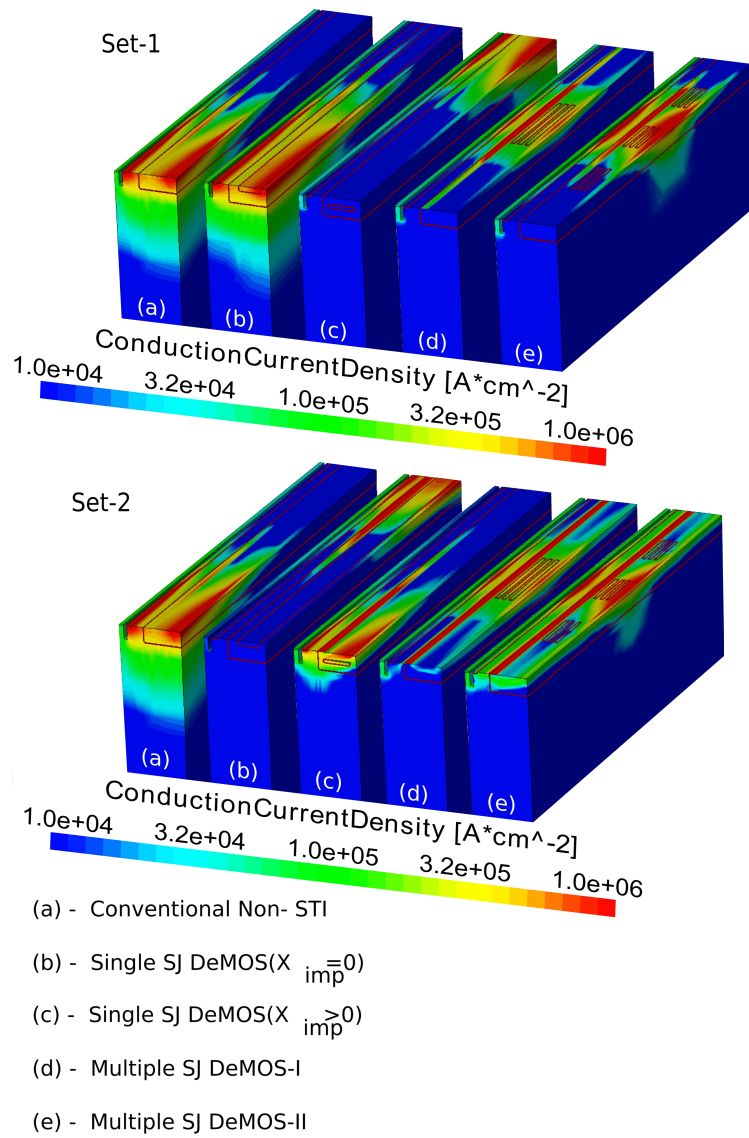 Set-1
(a)
(b)
(c)
(d)
(e)
ConductionCurrentDensity [A*cm^-2]
1.0e+04 3.2e+04 1.0e+05 3.2e+05 1.0e+06
Set-2
(a)
(b)
(c)
(d)
(e)
ConductionCurrentDensity [A*cm^-2]
1.0e+04 3.2e+04 1.0e+05 3.2e+05 1.0e+06
(a) - Conventional Non- STI
(b) - Single SJ DeMOS(X imp=0)
(c) - Single SJ DeMOS(X imp>0)
(d) - Multiple SJ DeMOS-I
(e) - Multiple SJ DeMOS-II